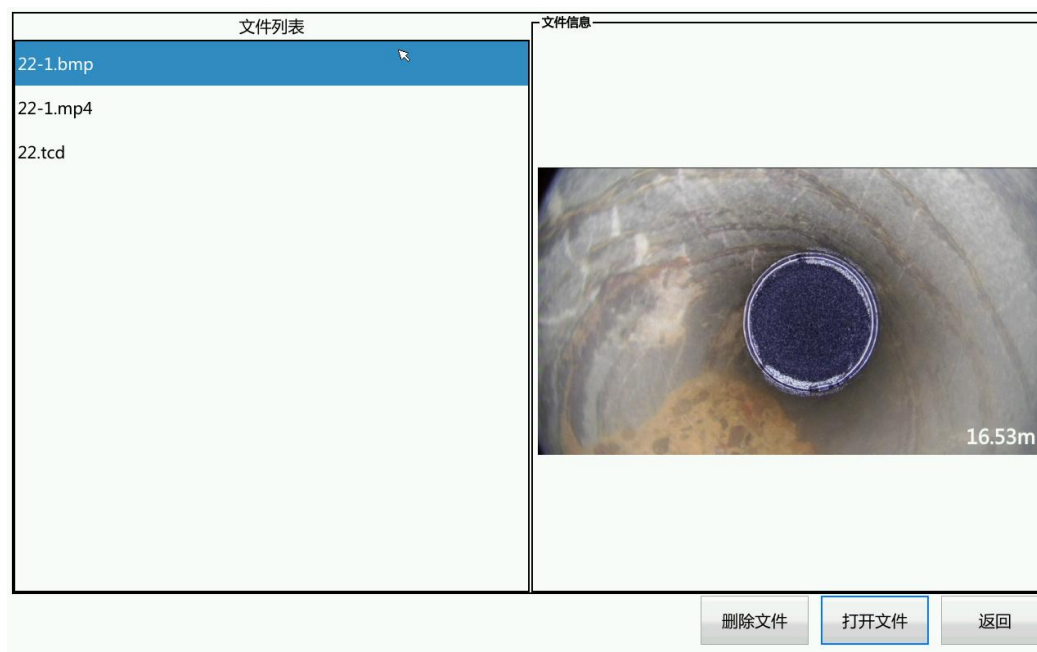 文件列表
22-1.bmp
22-1.mp4
22.tcd
文件信息
16.53m
删除文件
打开文件
返回